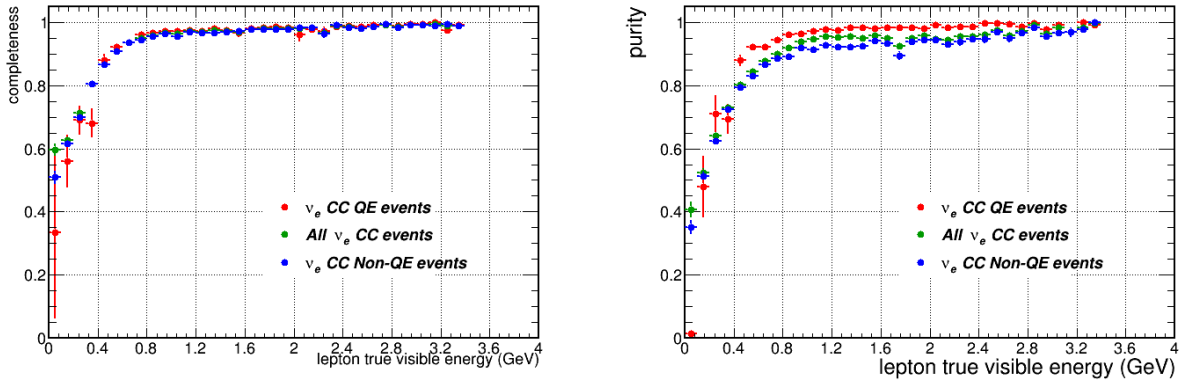 completeness
1
0.8
0.6
0.4
0.2
0
νe CC QE events
All νe CC events
νe CC Non-QE events
0 0.4 0.8 1.2 1.6 2 2.4 2.8 3.2 3.6 4
lepton true visible energy (GeV)
purity
1
0.8
0.6
0.4
0.2
0
νe CC QE events
All νe CC events
νe CC Non-QE events
0 0.4 0.8 1.2 1.6 2 2.4 2.8 3.2 3.6 4
lepton true visible energy (GeV)